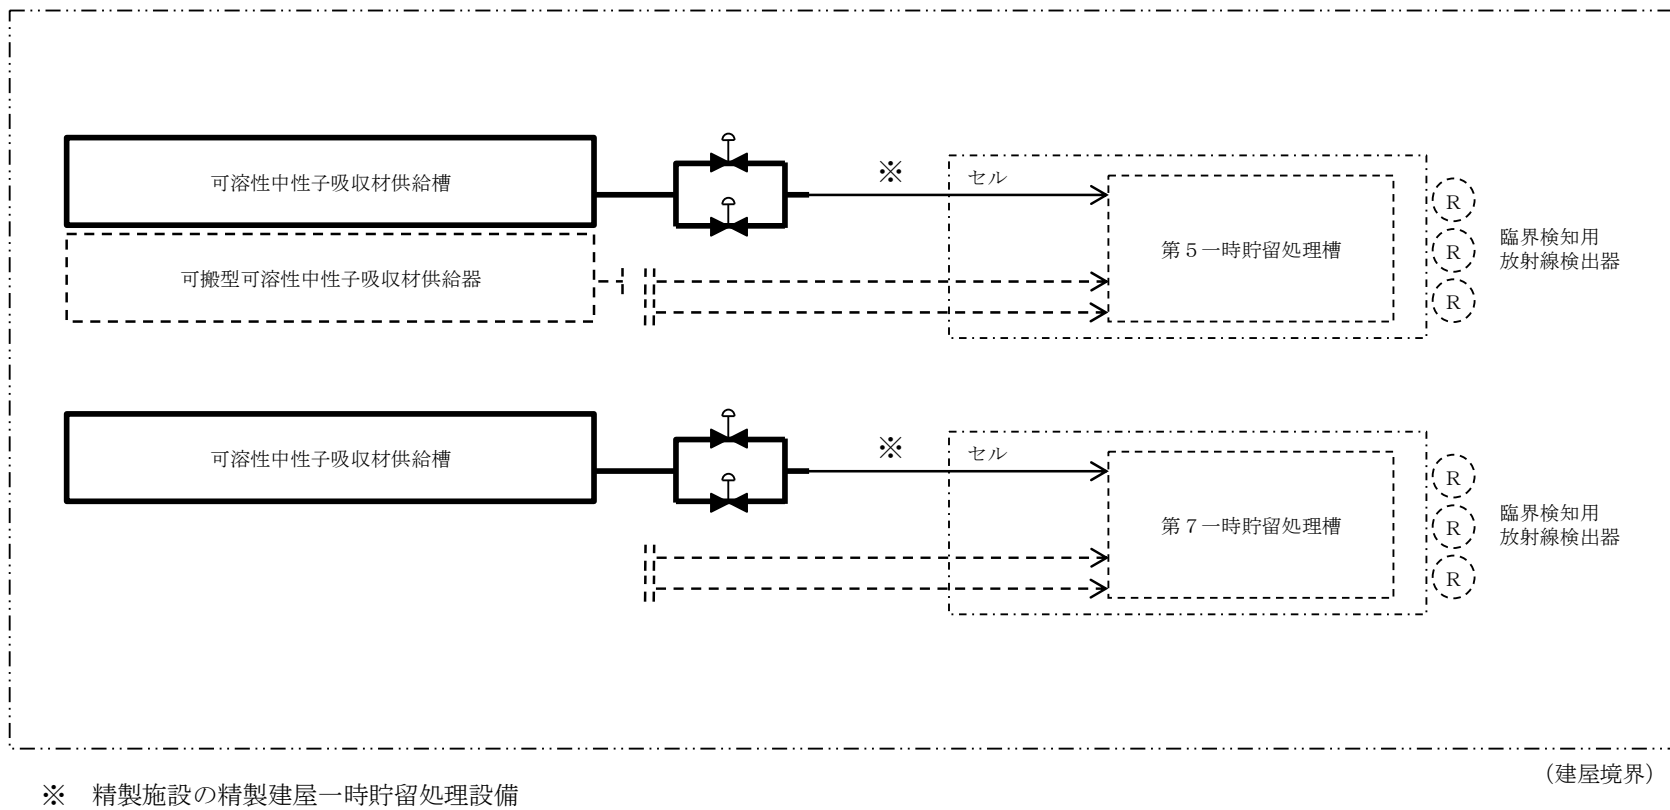 可溶性中性子吸収材供給槽
※
セル
第5一時貯留処理槽
R
R
R
臨界検知用
放射線検出器
可搬型可溶性中性子吸収材供給器
可溶性中性子吸収材供給槽
※
セル
第7一時貯留処理槽
R
R
R
臨界検知用
放射線検出器
(建屋境界)
※ 精製施設の精製建屋一時貯留処理設備